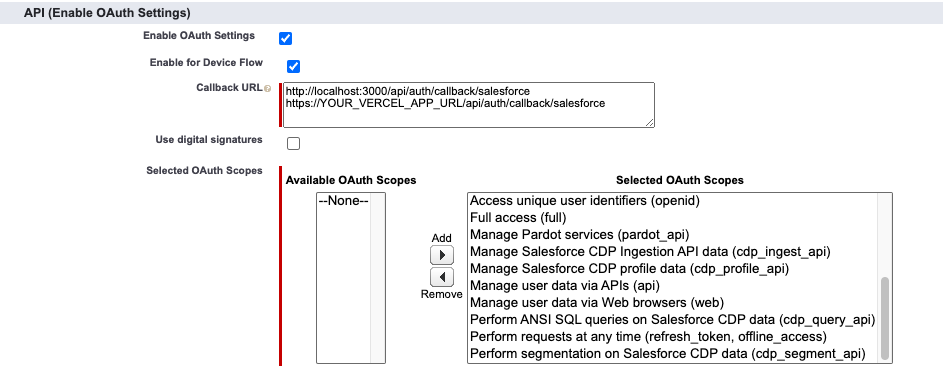 API (Enable OAuth Settings)
Enable OAuth Settings
Enable for Device Flow
Callback URL
http://localhost:3000/api/auth/callback/salesforce
https://YOUR_VERCEL_APP_URL/api/auth/callback/salesforce
Use digital signatures
Selected OAuth Scopes
Available OAuth Scopes
--None--
Add
Remove
Selected OAuth Scopes
Access unique user identifiers (openid)
Full access (full)
Manage Pardot services (pardot_api)
Manage Salesforce CDP Ingestion API data (cdp_ingest_api)
Manage Salesforce CDP profile data (cdp_profile_api)
Manage user data via APIs (api)
Manage user data via Web browsers (web)
Perform ANSI SQL queries on Salesforce CDP data (cdp_query_api)
Perform requests at any time (refresh_token, offline_access)
Perform segmentation on Salesforce CDP data (cdp_segment_api)